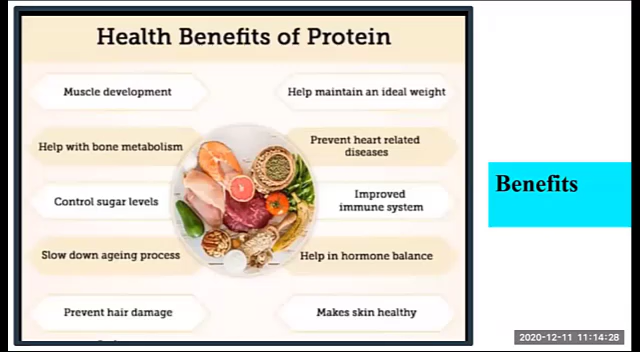 Health Benefits of Protein
Muscle development
Help maintain an ideal weight
Help with bone metabolism
Prevent heart related
diseases
Control sugar levels
Improved
immune system
Slow down ageing process
Help in hormone balance
Prevent hair damage
Makes skin healthy
Benefits
2020-12-11 11:14:28